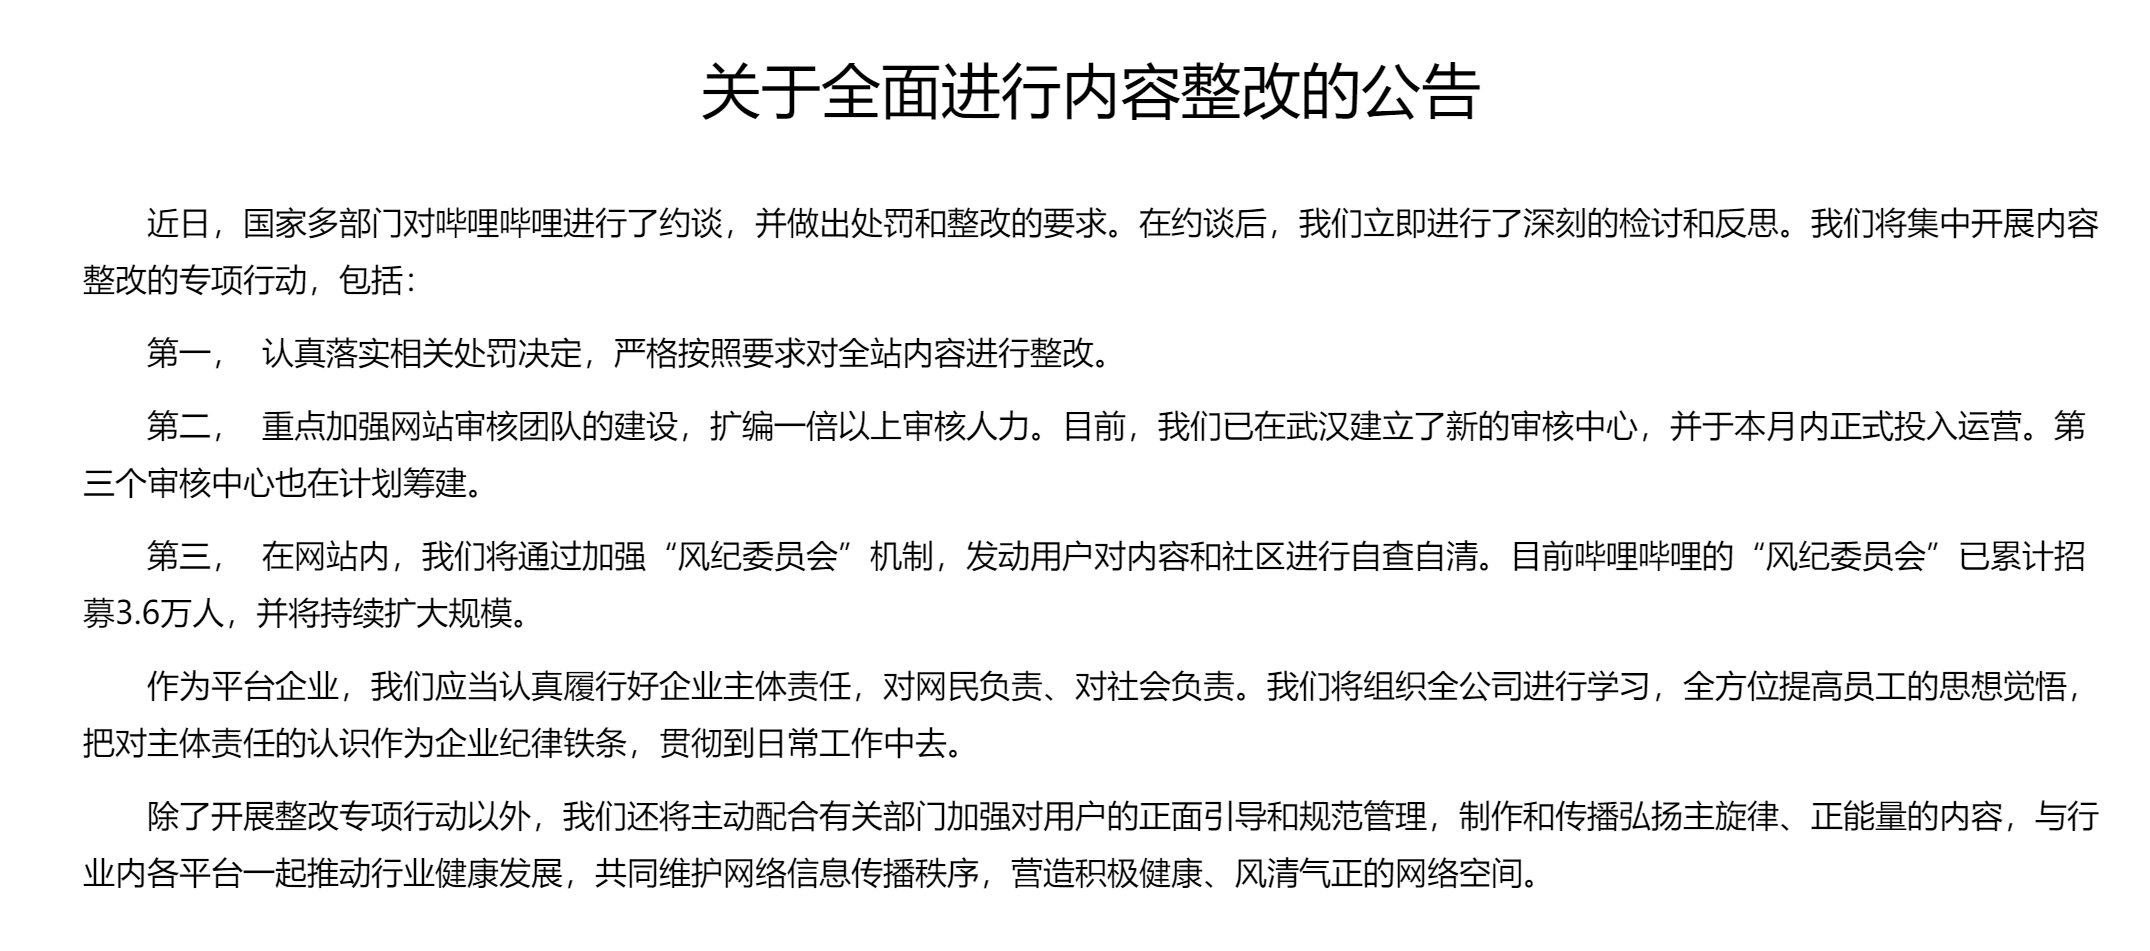 关于全面进行内容整改的公告
近日，国家多部门对哔哩哔哩进行了约谈，并做出处罚和整改的要求。在约谈后，我们立即进行了深刻的检讨和反思。我们将集中开展内容
整改的专项行动，包括：
第一， 认真落实相关处罚决定，严格按照要求对全站内容进行整改。
第二， 重点加强网站审核团队的建设，扩编一倍以上审核人力。目前，我们已在武汉建立了新的审核中心，并于本月内正式投入运营。第
三个审核中心也在计划筹建。
第三， 在网站内，我们将通过加强“风纪委员会”机制，发动用户对内容和社区进行自查自清。目前哔哩哔哩的“风纪委员会”已累计招
募3.6万人，并将持续扩大规模。
作为平台企业，我们应当认真履行好企业主体责任，对网民负责、对社会负责。我们将组织全公司进行学习，全方位提高员工的思想觉悟，
把对主体责任的认识作为企业纪律铁条，贯彻到日常工作中去。
除了开展整改专项行动以外，我们还将主动配合有关部门加强对用户的正面引导和规范管理，制作和传播弘扬主旋律、正能量的内容，与行
业内各平台一起推动行业健康发展，共同维护网络信息传播秩序，营造积极健康、风清气正的网络空间。